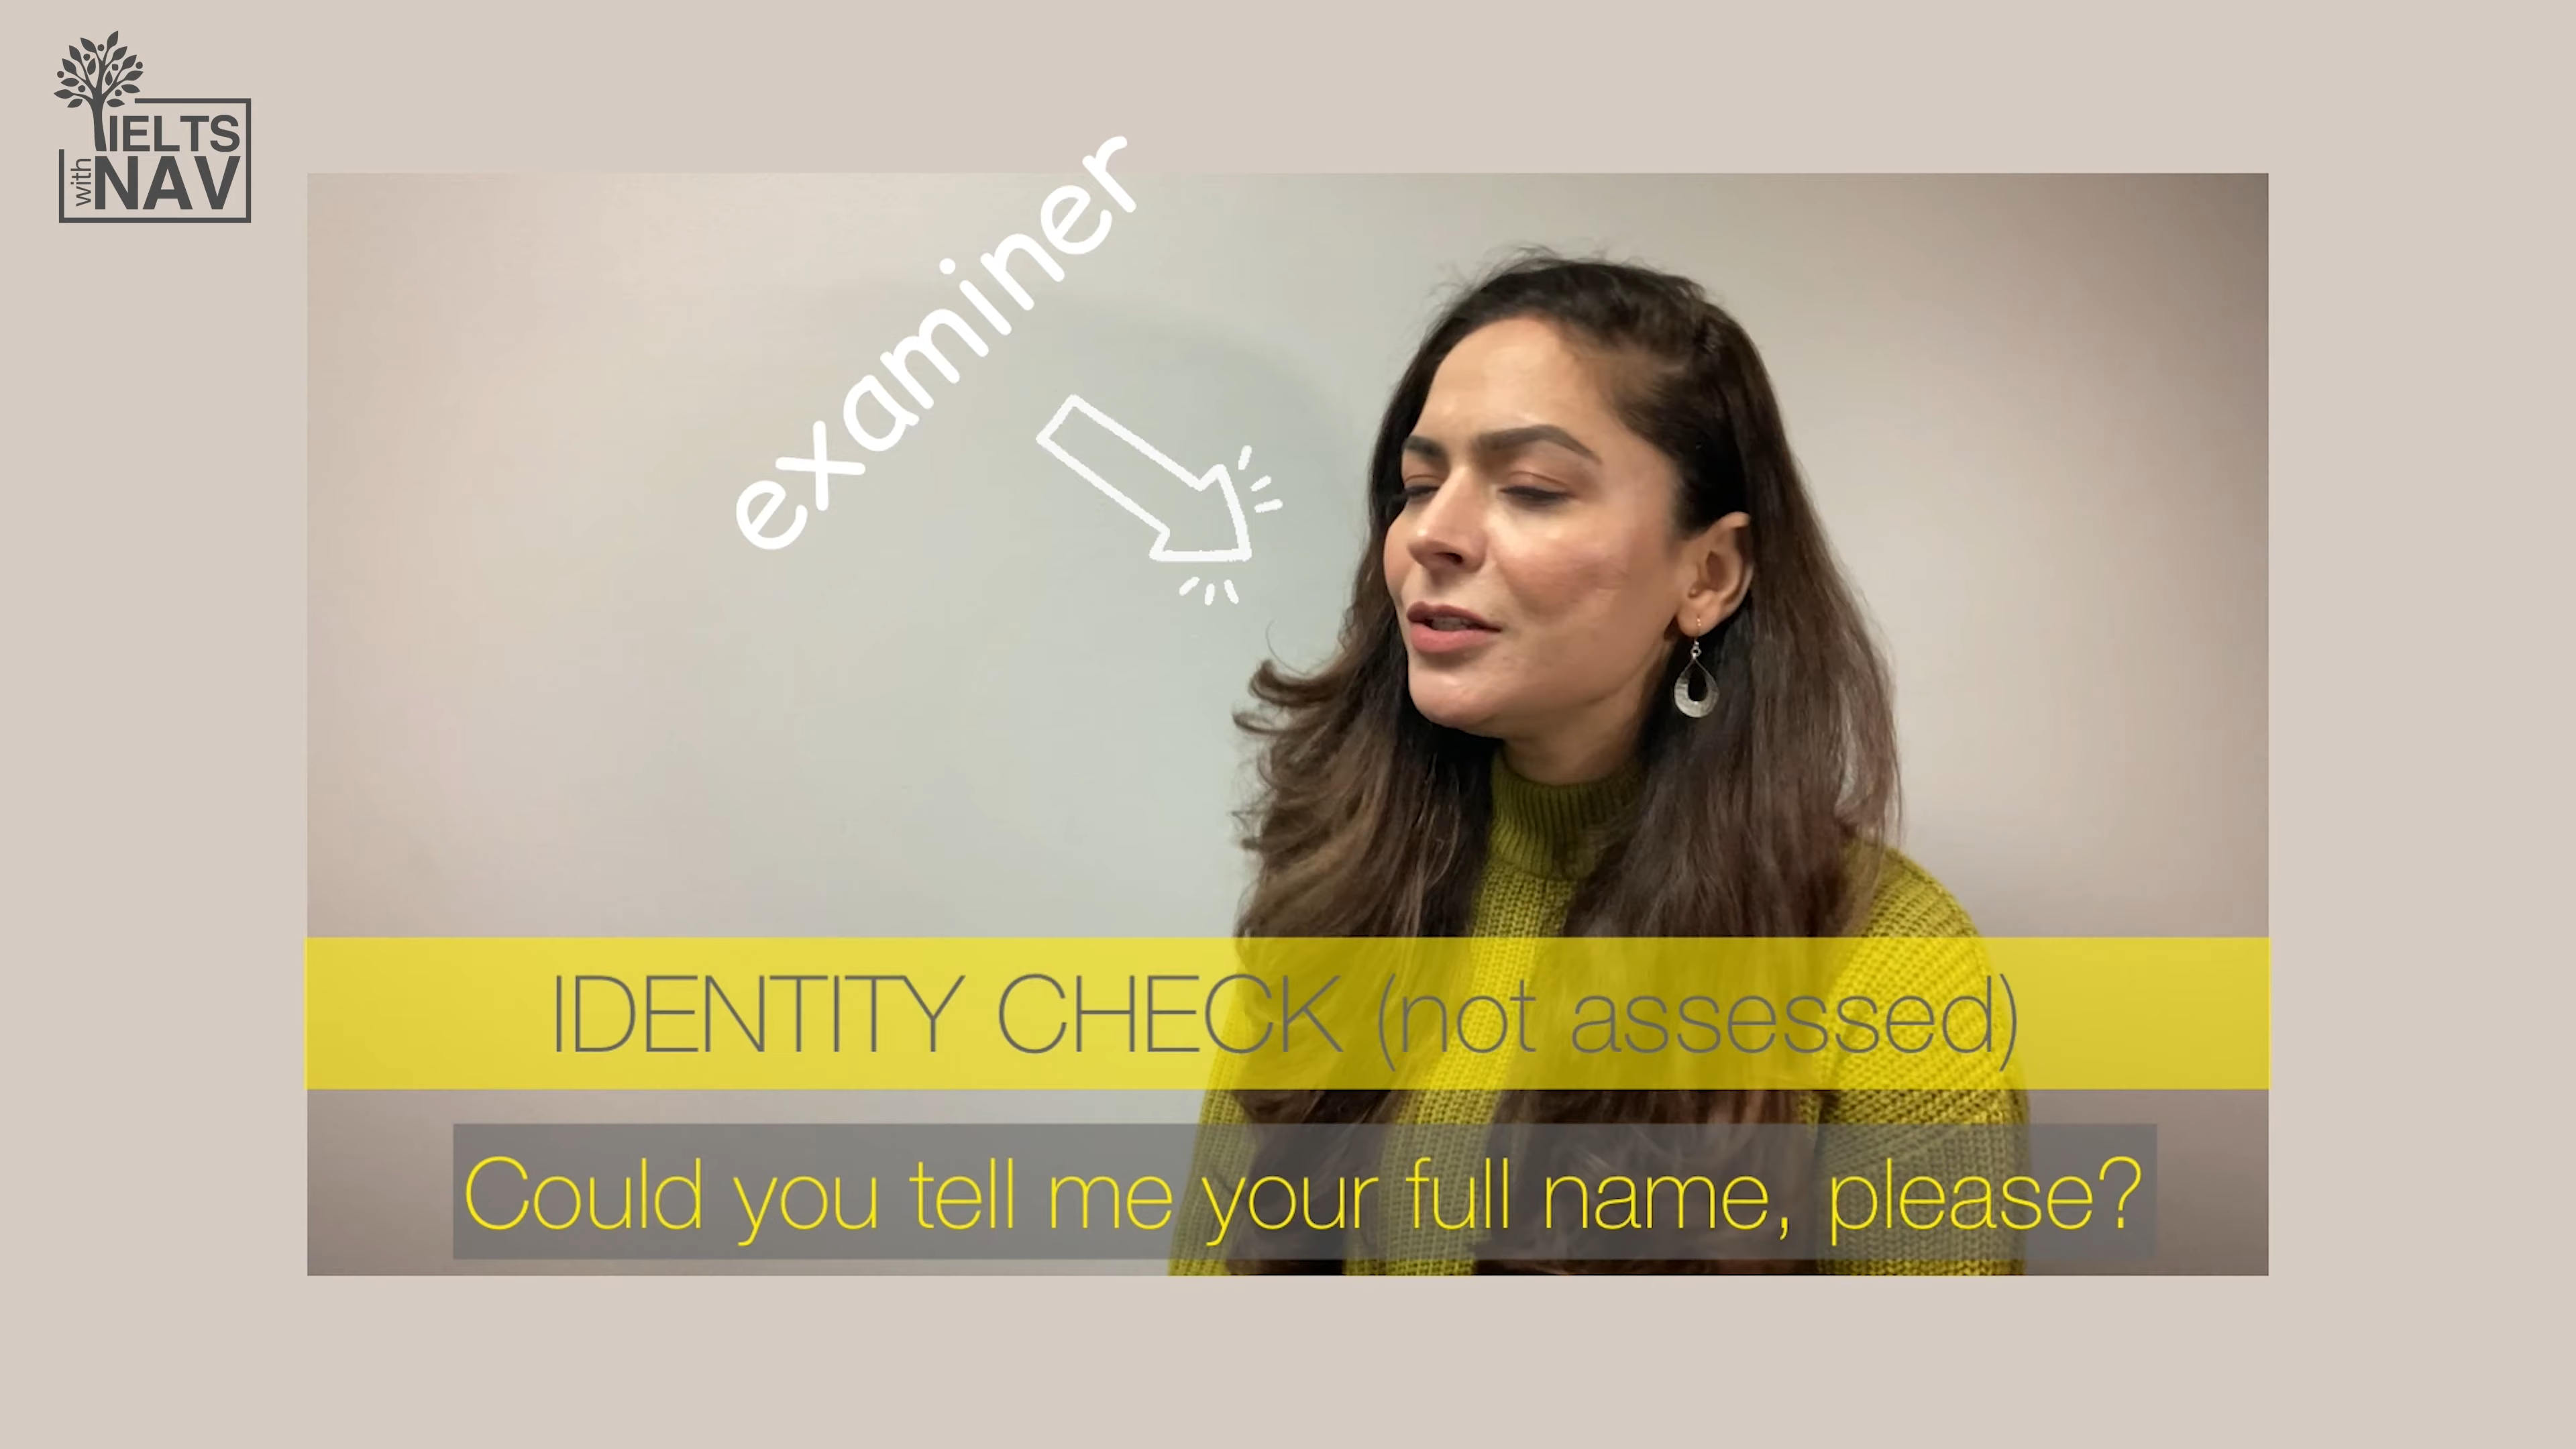 IELTS
with NAV
examiner
IDENTITY CHECK (not assessed)
Could you tell me your full name, please?